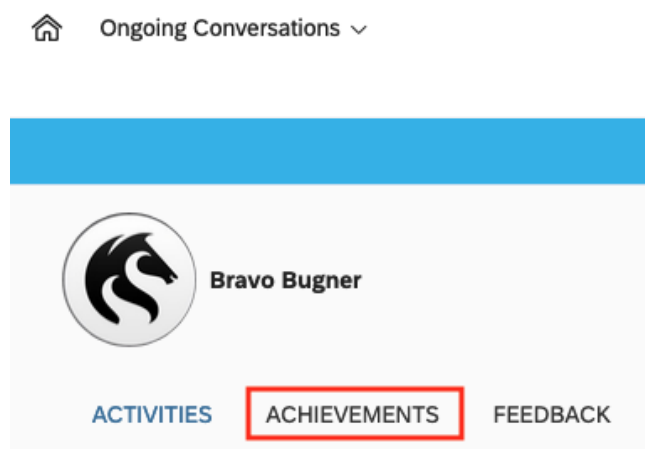 Ongoing Conversations
Bravo Bugner
ACTIVITIES ACHIEVEMENTS FEEDBACK